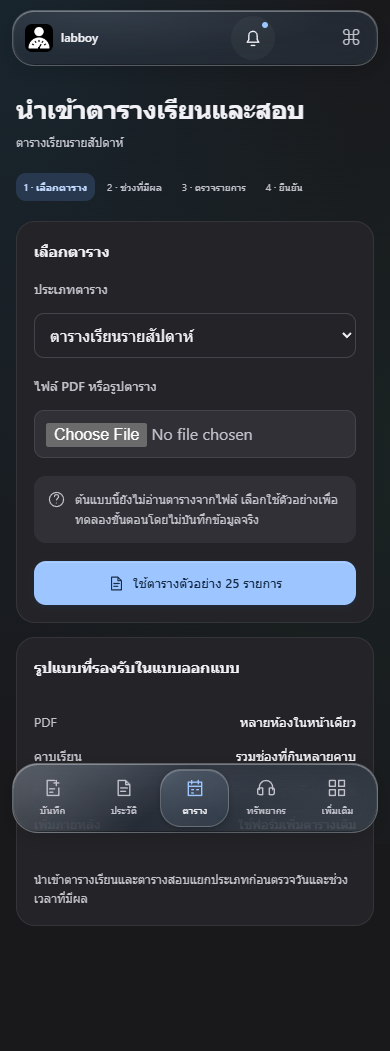 labboy
นำเข้าตารางเรียนและสอบ
ตารางเรียนรายสัปดาห์
1 · เลือกตาราง
2 · ช่วงที่มีผล
3 · ตรวจรายการ
4 · ยืนยัน
เลือกตาราง
ประเภทตาราง
ตารางเรียนรายสัปดาห์
ไฟล์ PDF หรือรูปตาราง
Choose File No file chosen
ต้นแบบนี้ยังไม่อ่านตารางจากไฟล์ เลือกใช้ตัวอย่างเพื่อ
ทดลองขั้นตอนโดยไม่บันทึกข้อมูลจริง
ใช้ตารางตัวอย่าง 25 รายการ
รูปแบบที่รองรับในแบบออกแบบ
PDF หลายห้องในหน้าเดียว
คาบเรียน รวมช่องที่กินหลายคาบ
บันทึก
ประวัติ
ตาราง
ทรัพยากร
เพิ่มเติม
นำเข้าตารางเรียนและตารางสอบแยกประเภทก่อนตรวจวันและช่วง
เวลาที่มีผล